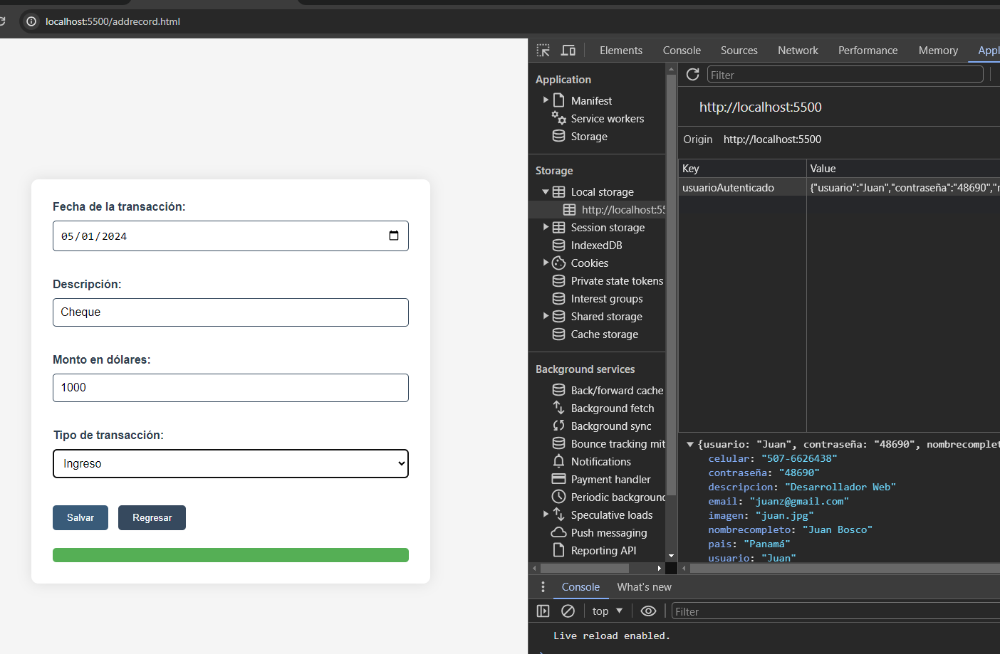 localhost:5500/addrecord.html
Fecha de la transacción:
05/01/2024
Descripción:
Cheque
Monto en dólares:
1000
Tipo de transacción:
Ingreso
Salvar
Regresar
Elements Console Sources Network Performance Memory Appl
Application
Manifest
Service workers
Storage
Storage
Local storage
http://localhost:55
Session storage
IndexedDB
Cookies
Private state tokens
Interest groups
Shared storage
Cache storage
Background services
Back/forward cache
Background fetch
Background sync
Bounce tracking mit
Notifications
Payment handler
Periodic background
Speculative loads
Push messaging
Reporting API
Filter
http://localhost:5500
Origin http://localhost:5500
Key Value
usuarioAutenticado {"usuario":"Juan","contraseña":"48690","n
{usuario: "Juan", contraseña: "48690", nombrecomplet
celular: "507-6626438"
contraseña: "48690"
descripcion: "Desarrollador Web"
email: "juanz@gmail.com"
imagen: "juan.jpg"
nombrecompleto: "Juan Bosco"
pais: "Panamá"
usuario: "Juan"
Console What's new
top Filter
Live reload enabled.